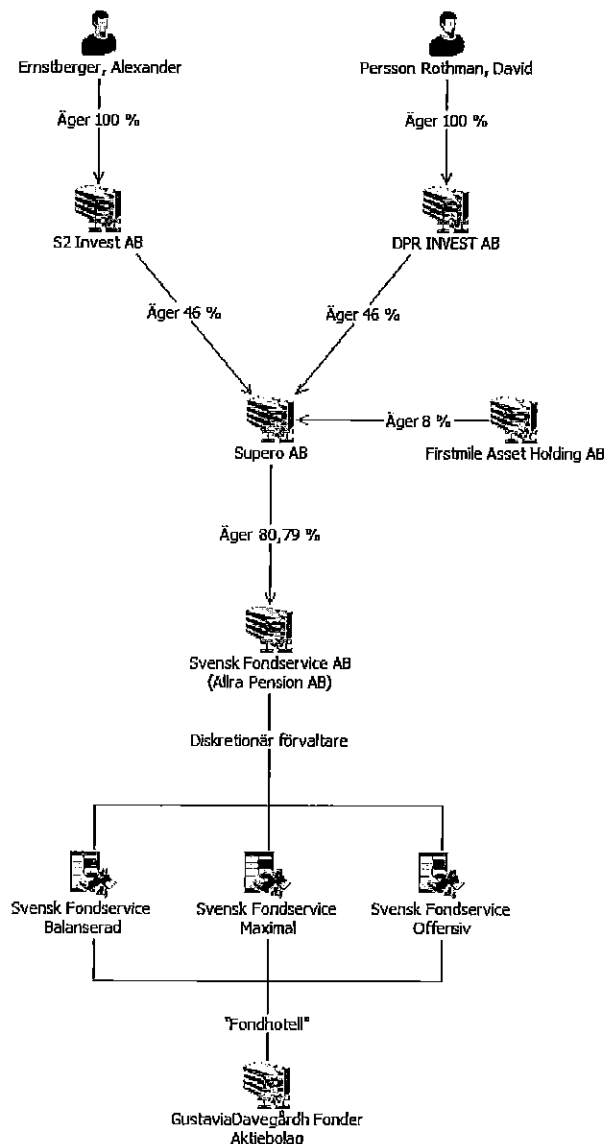 Ernstberger, Alexander
Persson Rothman, David
Äger 100 %
Äger 100 %
S2 Invest AB
DPR INVEST AB
Äger 46 %
Äger 46 %
Äger 8 %
Supero AB
Firstmile Asset Holding AB
Äger 80,79 %
Svensk Fondservice AB
(Allra Pension AB)
Diskretionär förvaltare
Svensk Fondservice
Balanserad
Svensk Fondservice
Maximal
Svensk Fondservice
Offensiv
"Fondhotell"
GustaviaDavegårdh Fonder
Aktiebolag